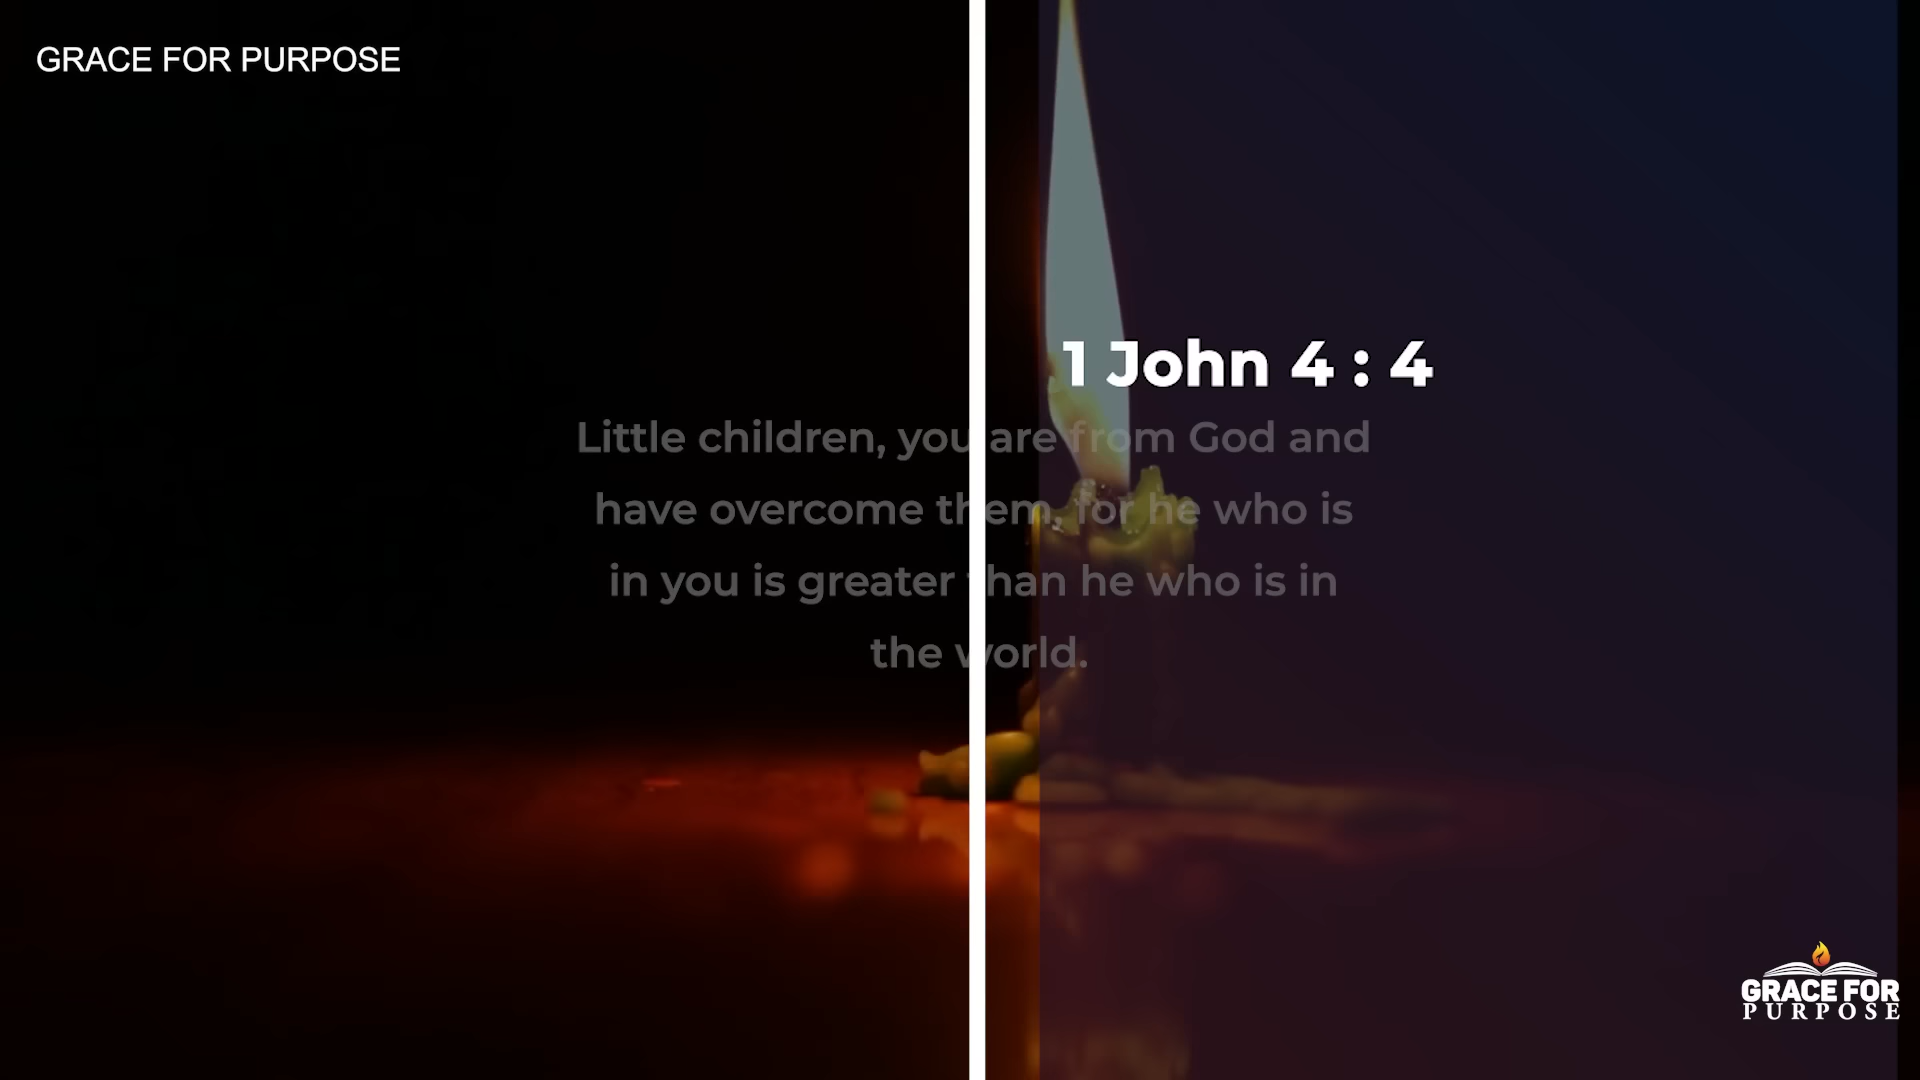 GRACE FOR PURPOSE
1 John 4 : 4
Little children, you are from God and
have overcome them, for he who is
in you is greater than he who is in
the world.
GRACE FOR
PURPOSE